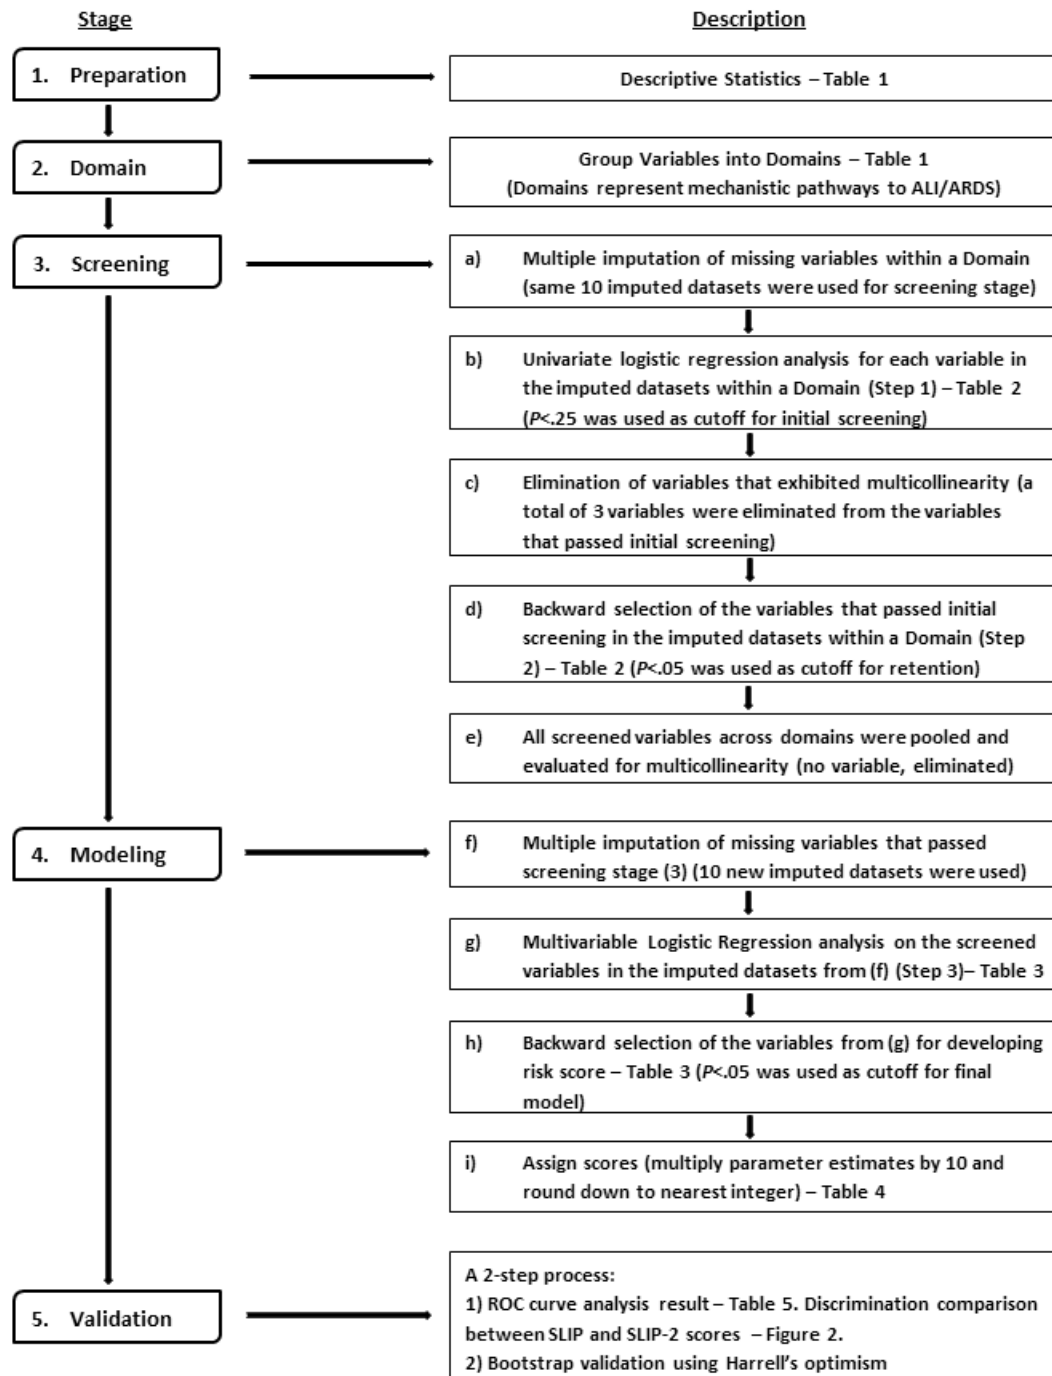 Stage
Description
1. Preparation
Descriptive Statistics – Table 1
2. Domain
Group Variables into Domains – Table 1
(Domains represent mechanistic pathways to ALI/ARDS)
3. Screening
a) Multiple imputation of missing variables within a Domain
(same 10 imputed datasets were used for screening stage)
b) Univariate logistic regression analysis for each variable in
the imputed datasets within a Domain (Step 1) – Table 2
(P<.25 was used as cutoff for initial screening)
c) Elimination of variables that exhibited multicollinearity (a
total of 3 variables were eliminated from the variables
that passed initial screening)
d) Backward selection of the variables that passed initial
screening in the imputed datasets within a Domain (Step
2) – Table 2 (P<.05 was used as cutoff for retention)
e) All screened variables across domains were pooled and
evaluated for multicollinearity (no variable, eliminated)
4. Modeling
f) Multiple imputation of missing variables that passed
screening stage (3) (10 new imputed datasets were used)
g) Multivariable Logistic Regression analysis on the screened
variables in the imputed datasets from (f) (Step 3)– Table 3
h) Backward selection of the variables from (g) for developing
risk score – Table 3 (P<.05 was used as cutoff for final
model)
i) Assign scores (multiply parameter estimates by 10 and
round down to nearest integer) – Table 4
5. Validation
A 2-step process:
1) ROC curve analysis result – Table 5. Discrimination comparison
between SLIP and SLIP-2 scores – Figure 2.
2) Bootstrap validation using Harrell's optimism